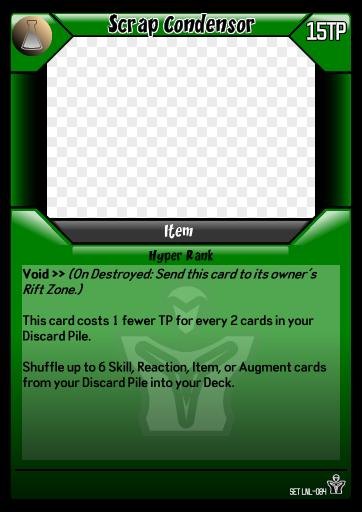 Scrap Condensor
15TP
Item
Hyper Rank
Void >> (On Destroyed: Send this card to its owner's
Rift Zone.)
This card costs 1 fewer TP for every 2 cards in your
Discard Pile.
Shuffle up to 6 Skill, Reaction, Item, or Augment cards
from your Discard Pile into your Deck.
SET LNL-084